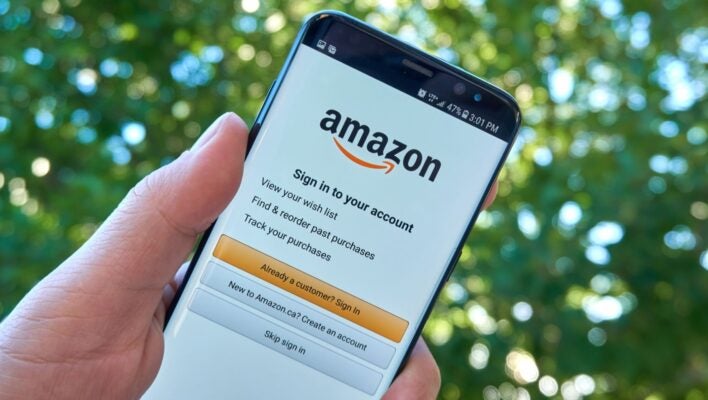 LTE 47% 3:01 PM
amazon
Sign in to your account
View your wish list
Find & reorder past purchases
Track your purchases
Already a customer? Sign In
New to Amazon.ca? Create an account
Skip sign in